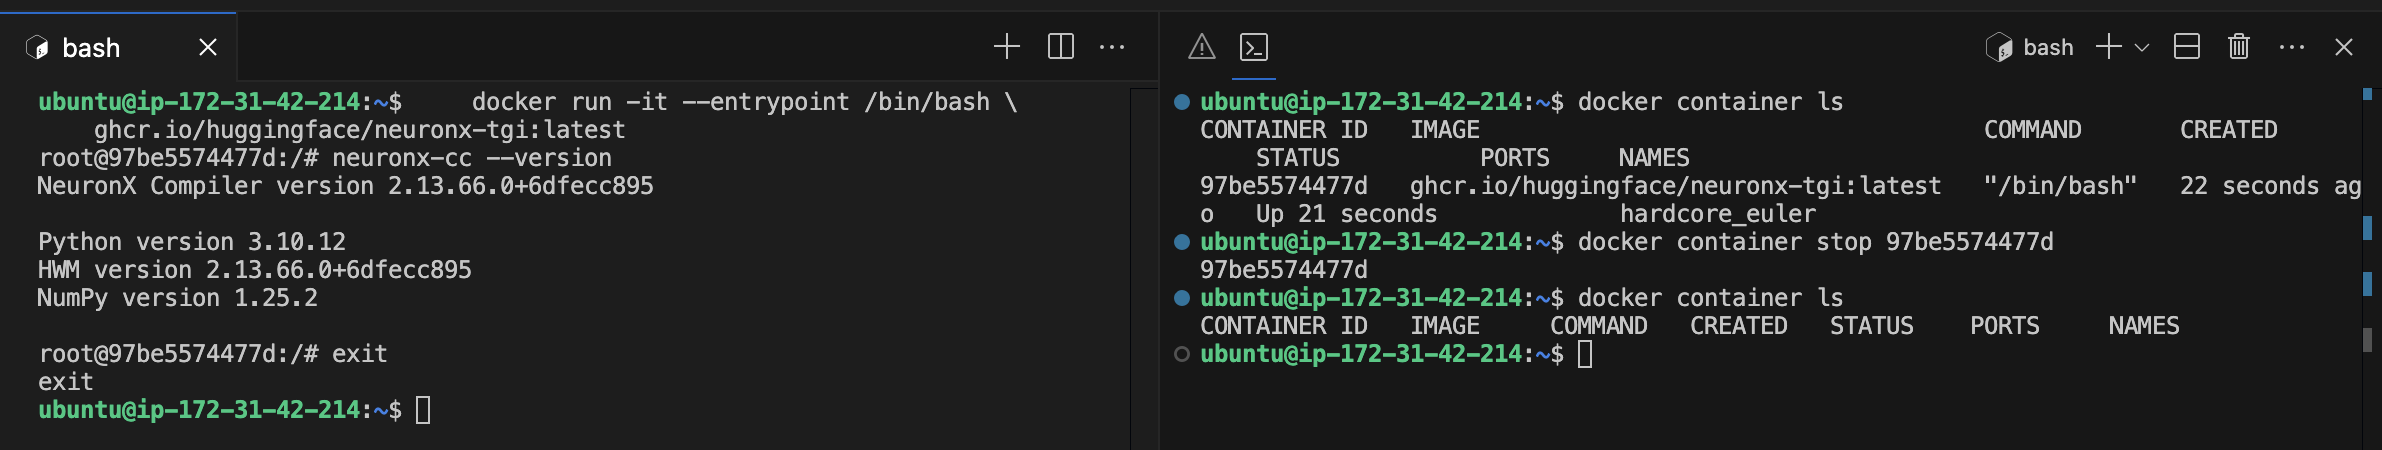 bash
ubuntu@ip-172-31-42-214:~$     docker run -it --entrypoint /bin/bash \
    ghcr.io/huggingface/neuronx-tgi:latest
root@97be5574477d:/# neuronx-cc --version
NeuronX Compiler version 2.13.66.0+6dfecc895

Python version 3.10.12
HWM version 2.13.66.0+6dfecc895
NumPy version 1.25.2

root@97be5574477d:/# exit
exit
ubuntu@ip-172-31-42-214:~$
bash
ubuntu@ip-172-31-42-214:~$ docker container ls
CONTAINER ID   IMAGE                                    COMMAND       CREATED
    STATUS          PORTS     NAMES
97be5574477d   ghcr.io/huggingface/neuronx-tgi:latest   "/bin/bash"   22 seconds ag
o   Up 21 seconds             hardcore_euler
ubuntu@ip-172-31-42-214:~$ docker container stop 97be5574477d
97be5574477d
ubuntu@ip-172-31-42-214:~$ docker container ls
CONTAINER ID   IMAGE     COMMAND   CREATED   STATUS    PORTS     NAMES
ubuntu@ip-172-31-42-214:~$